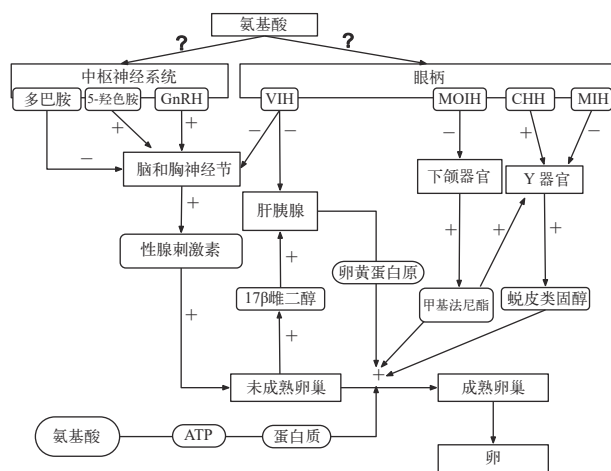 氨基酸
? ?
中枢神经系统 眼柄
多巴胺 5-羟色胺 GnRH VIH MOIH CHH MIH
+ + − − − + −
−
脑和胸神经节 下颌器官 Y 器官
+ 肝胰腺 + + +
性腺刺激素 + 卵黄蛋白原
17β雌二醇 甲基法尼酯 蜕皮类固醇
+ +
+
未成熟卵巢 成熟卵巢
氨基酸 ATP 蛋白质
卵